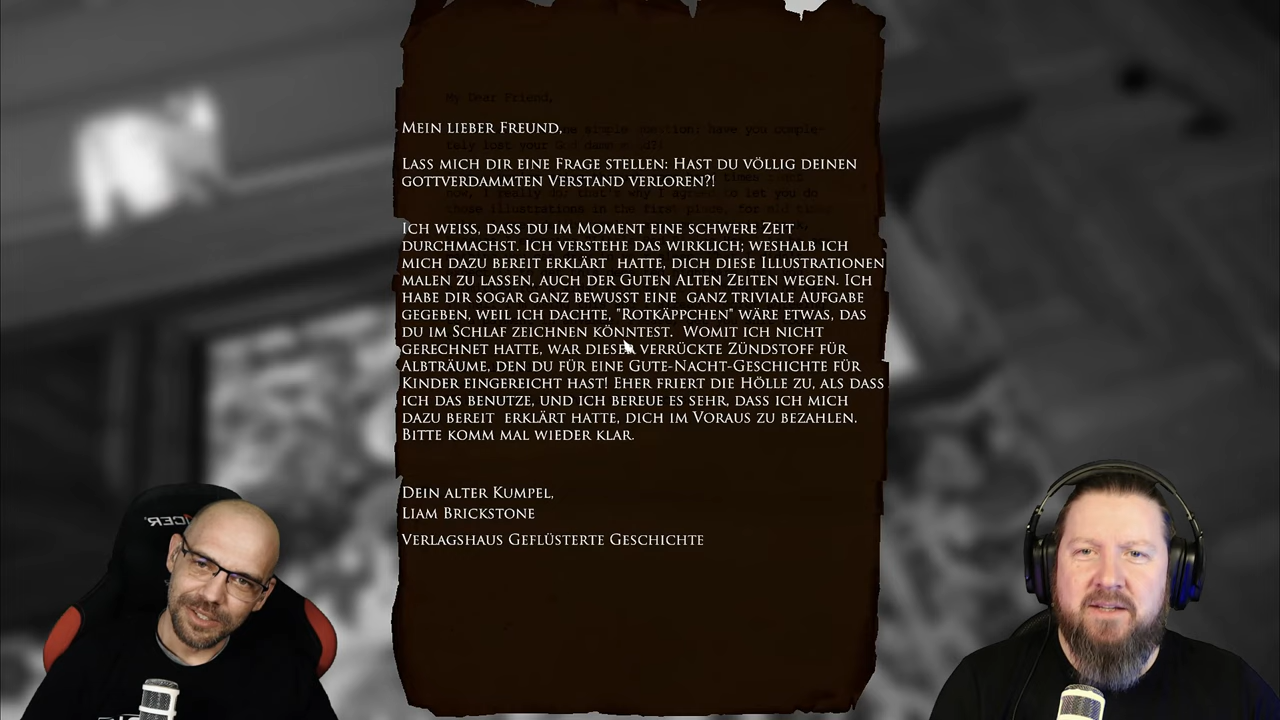 My Dear Friend,
MEIN LIEBER FREUND,
LASS MICH DIR EINE FRAGE STELLEN: HAST DU VÖLLIG DEINEN
GOTTVERDAMMTEN VERSTAND VERLOREN?!
ICH WEISS, DASS DU IM MOMENT EINE SCHWERE ZEIT
DURCHMACHST. ICH VERSTEHE DAS WIRKLICH; WESHALB ICH
MICH DAZU BEREIT ERKLÄRT HATTE, DICH DIESE ILLUSTRATIONEN
MALEN ZU LASSEN, AUCH DER GUTEN ALTEN ZEITEN WEGEN. ICH
HABE DIR SOGAR GANZ BEWUSST EINE GANZ TRIVIALE AUFGABE
GEGEBEN, WEIL ICH DACHTE, "ROTKÄPPCHEN" WÄRE ETWAS, DAS
DU IM SCHLAF ZEICHNEN KÖNNTEST. WOMIT ICH NICHT
GERECHNET HATTE, WAR DIESER VERRÜCKTE ZÜNDSTOFF FÜR
ALBTRÄUME, DEN DU FÜR EINE GUTE-NACHT-GESCHICHTE FÜR
KINDER EINGEREICHT HAST! EHER FRIERT DIE HÖLLE ZU, ALS DASS
ICH DAS BENUTZE, UND ICH BEREUE ES SEHR, DASS ICH MICH
DAZU BEREIT ERKLÄRT HATTE, DICH IM VORAUS ZU BEZAHLEN.
BITTE KOMM MAL WIEDER KLAR.
DEIN ALTER KUMPEL,
LIAM BRICKSTONE
VERLAGSHAUS GEFLÜSTERTE GESCHICHTE